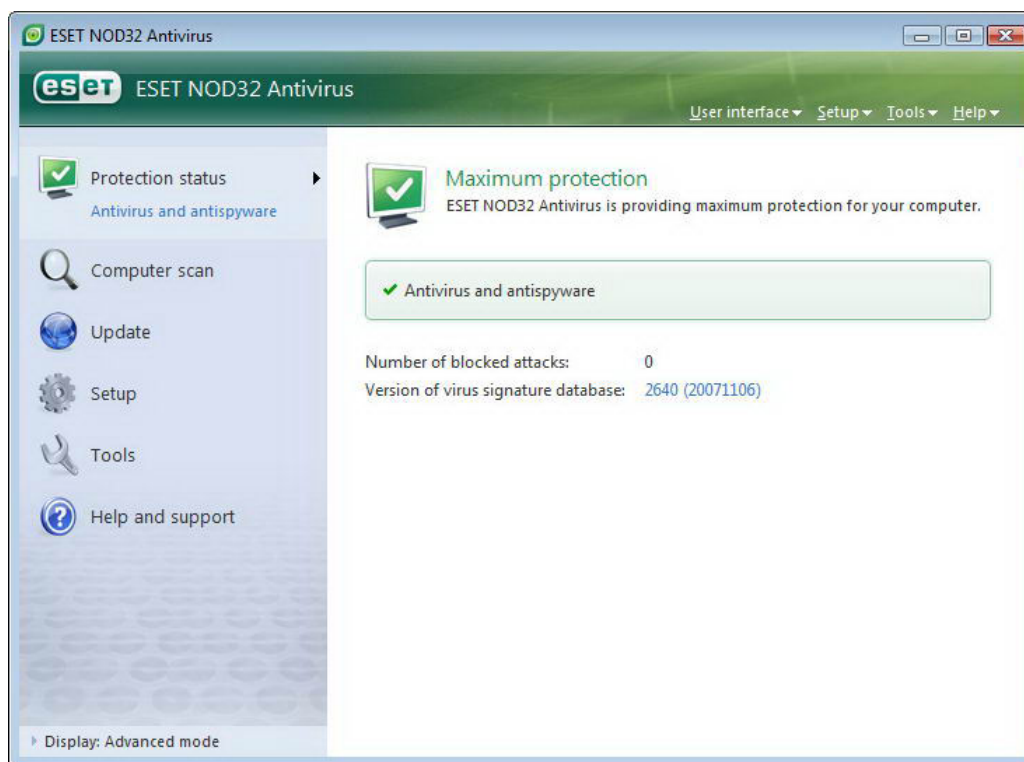 ESET NOD32 Antivirus
eset ESET NOD32 Antivirus
User interface Setup Tools Help
Protection status
Antivirus and antispyware
Computer scan
Update
Setup
Tools
Help and support
Display: Advanced mode
Maximum protection
ESET NOD32 Antivirus is providing maximum protection for your computer.
Antivirus and antispyware
Number of blocked attacks: 0
Version of virus signature database: 2640 (20071106)